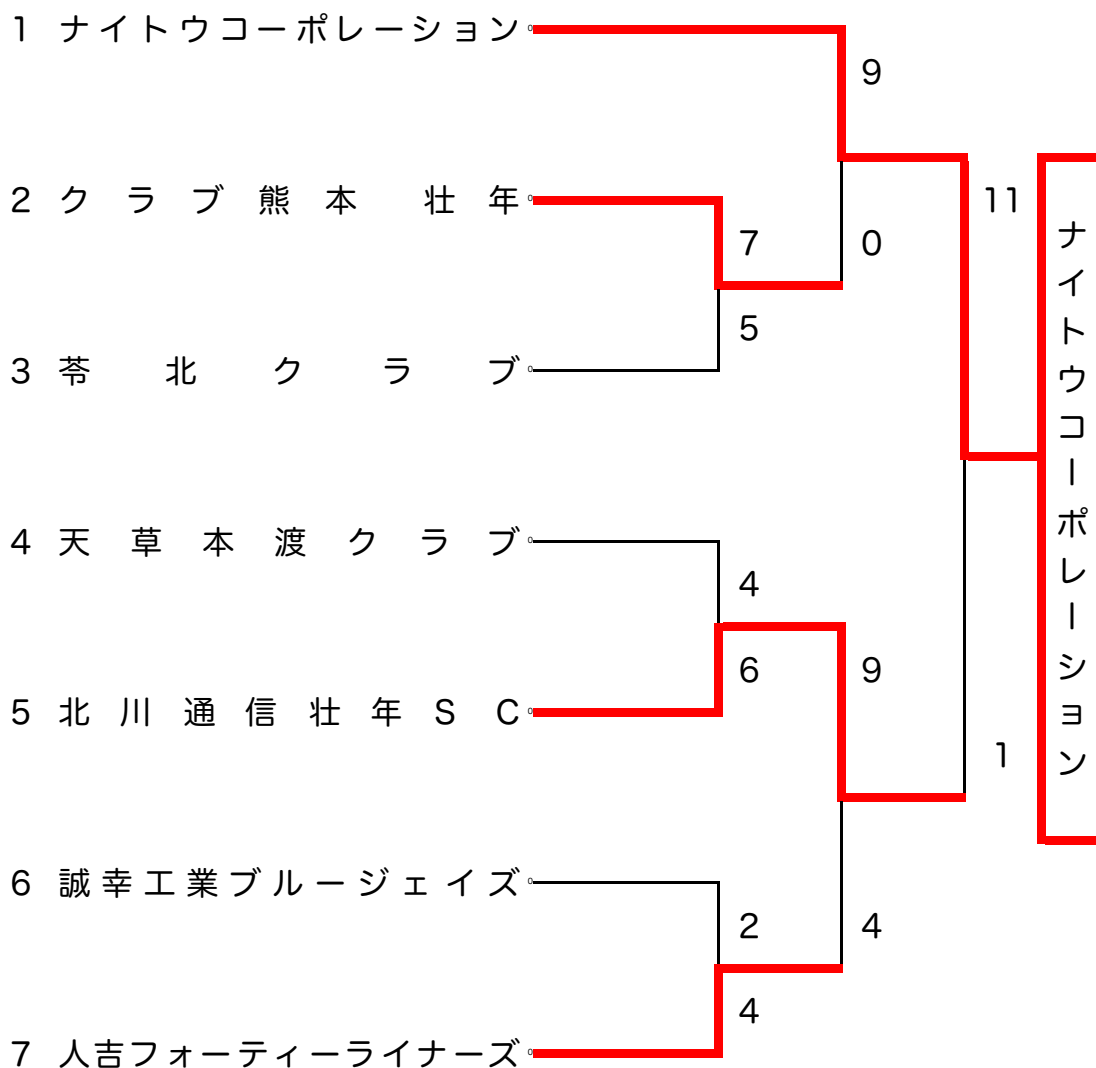 1 ナイトウコーポレーション
9
2 クラブ熊本 壮年
11
7
0
5
3 苓北クラブ
4 天草本渡クラブ
4
6
9
5 北川通信壮年SC
1
6 誠幸工業ブルージェイズ
2
4
4
7 人吉フォーティーライナーズ
ナイトウコーポレーション